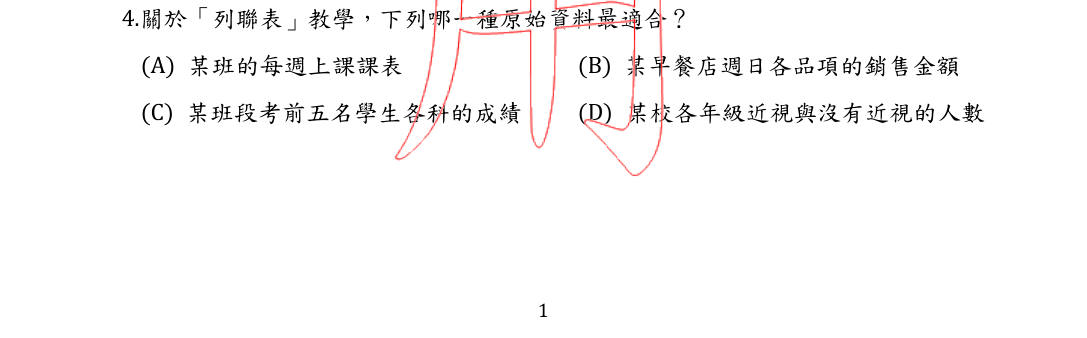 4.關於「列聯表」教學，下列哪一種原始資料最適合？
(A) 某班的每週上課課表 (B) 某早餐店週日各品項的銷售金額
(C) 某班段考前五名學生各科的成績 (D) 某校各年級近視與沒有近視的人數
1